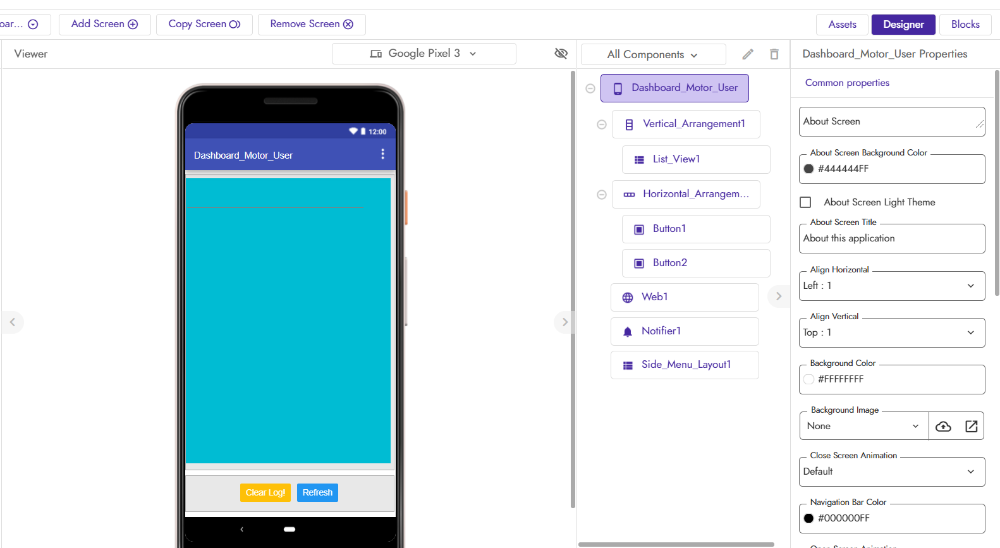 oar...
Add Screen
Copy Screen
Remove Screen
Assets
Designer
Blocks
Viewer
Google Pixel 3
All Components
Dashboard_Motor_User Properties
12:00
Dashboard_Motor_User
Clear Log!
Refresh
Dashboard_Motor_User
Vertical_Arrangement1
List_View1
Horizontal_Arrangem...
Button1
Button2
Web1
Notifier1
Side_Menu_Layout1
Common properties
About Screen
About Screen Background Color
#444444FF
About Screen Light Theme
About Screen Title
About this application
Align Horizontal
Left : 1
Align Vertical
Top : 1
Background Color
#FFFFFFFF
Background Image
None
Close Screen Animation
Default
Navigation Bar Color
#000000FF
Open Screen Animation